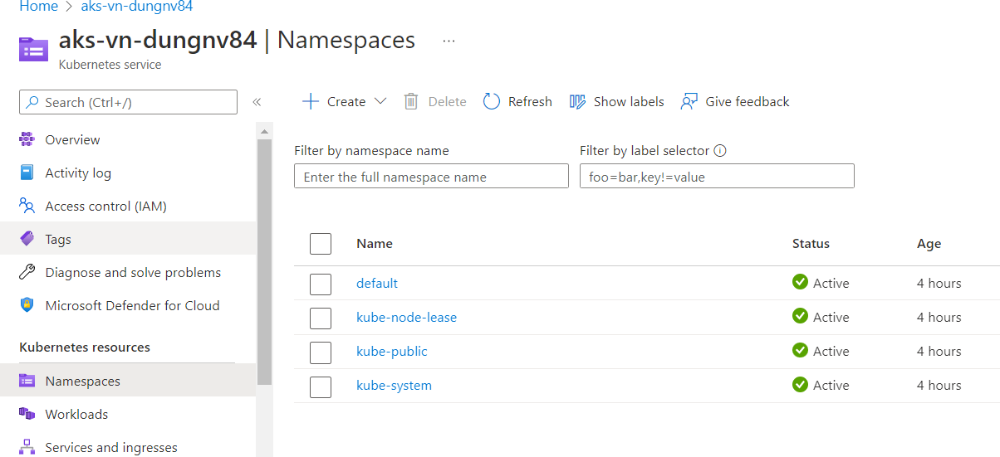 Home > aks-vn-dungnv84
aks-vn-dungnv84 | Namespaces ...
Kubernetes service
Search (Ctrl+/) «
Create Delete Refresh Show labels Give feedback
Overview
Activity log
Access control (IAM)
Tags
Diagnose and solve problems
Microsoft Defender for Cloud
Kubernetes resources
Namespaces
Workloads
Services and ingresses
Filter by namespace name
Enter the full namespace name
Filter by label selector
foo=bar,key!=value
Name Status Age
default Active 4 hours
kube-node-lease Active 4 hours
kube-public Active 4 hours
kube-system Active 4 hours